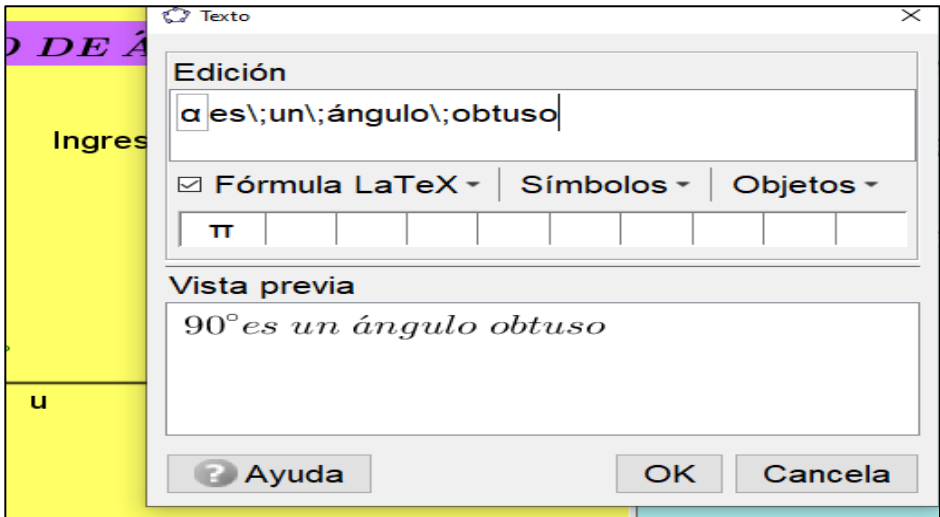 Texto
O DE Á
Edición
α es\;un\;ángulo\;obtuso
Ingres
Fórmula LaTeX Símbolos Objetos
π
Vista previa
90° es un ángulo obtuso
u
? Ayuda OK Cancela